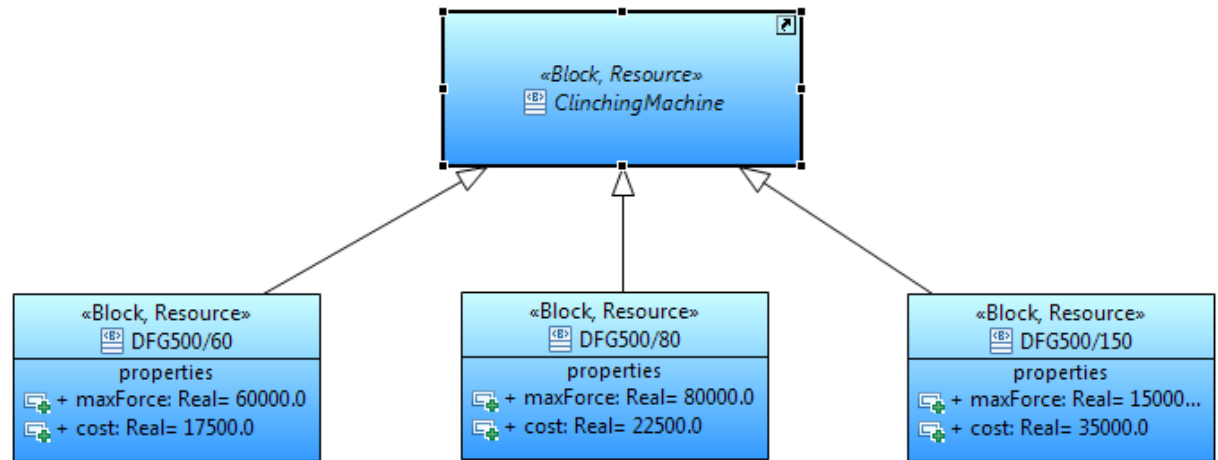 «Block, Resource»
ClinchingMachine
«Block, Resource»
DFG500/60
properties
+ maxForce: Real= 60000.0
+ cost: Real= 17500.0
«Block, Resource»
DFG500/80
properties
+ maxForce: Real= 80000.0
+ cost: Real= 22500.0
«Block, Resource»
DFG500/150
properties
+ maxForce: Real= 15000...
+ cost: Real= 35000.0